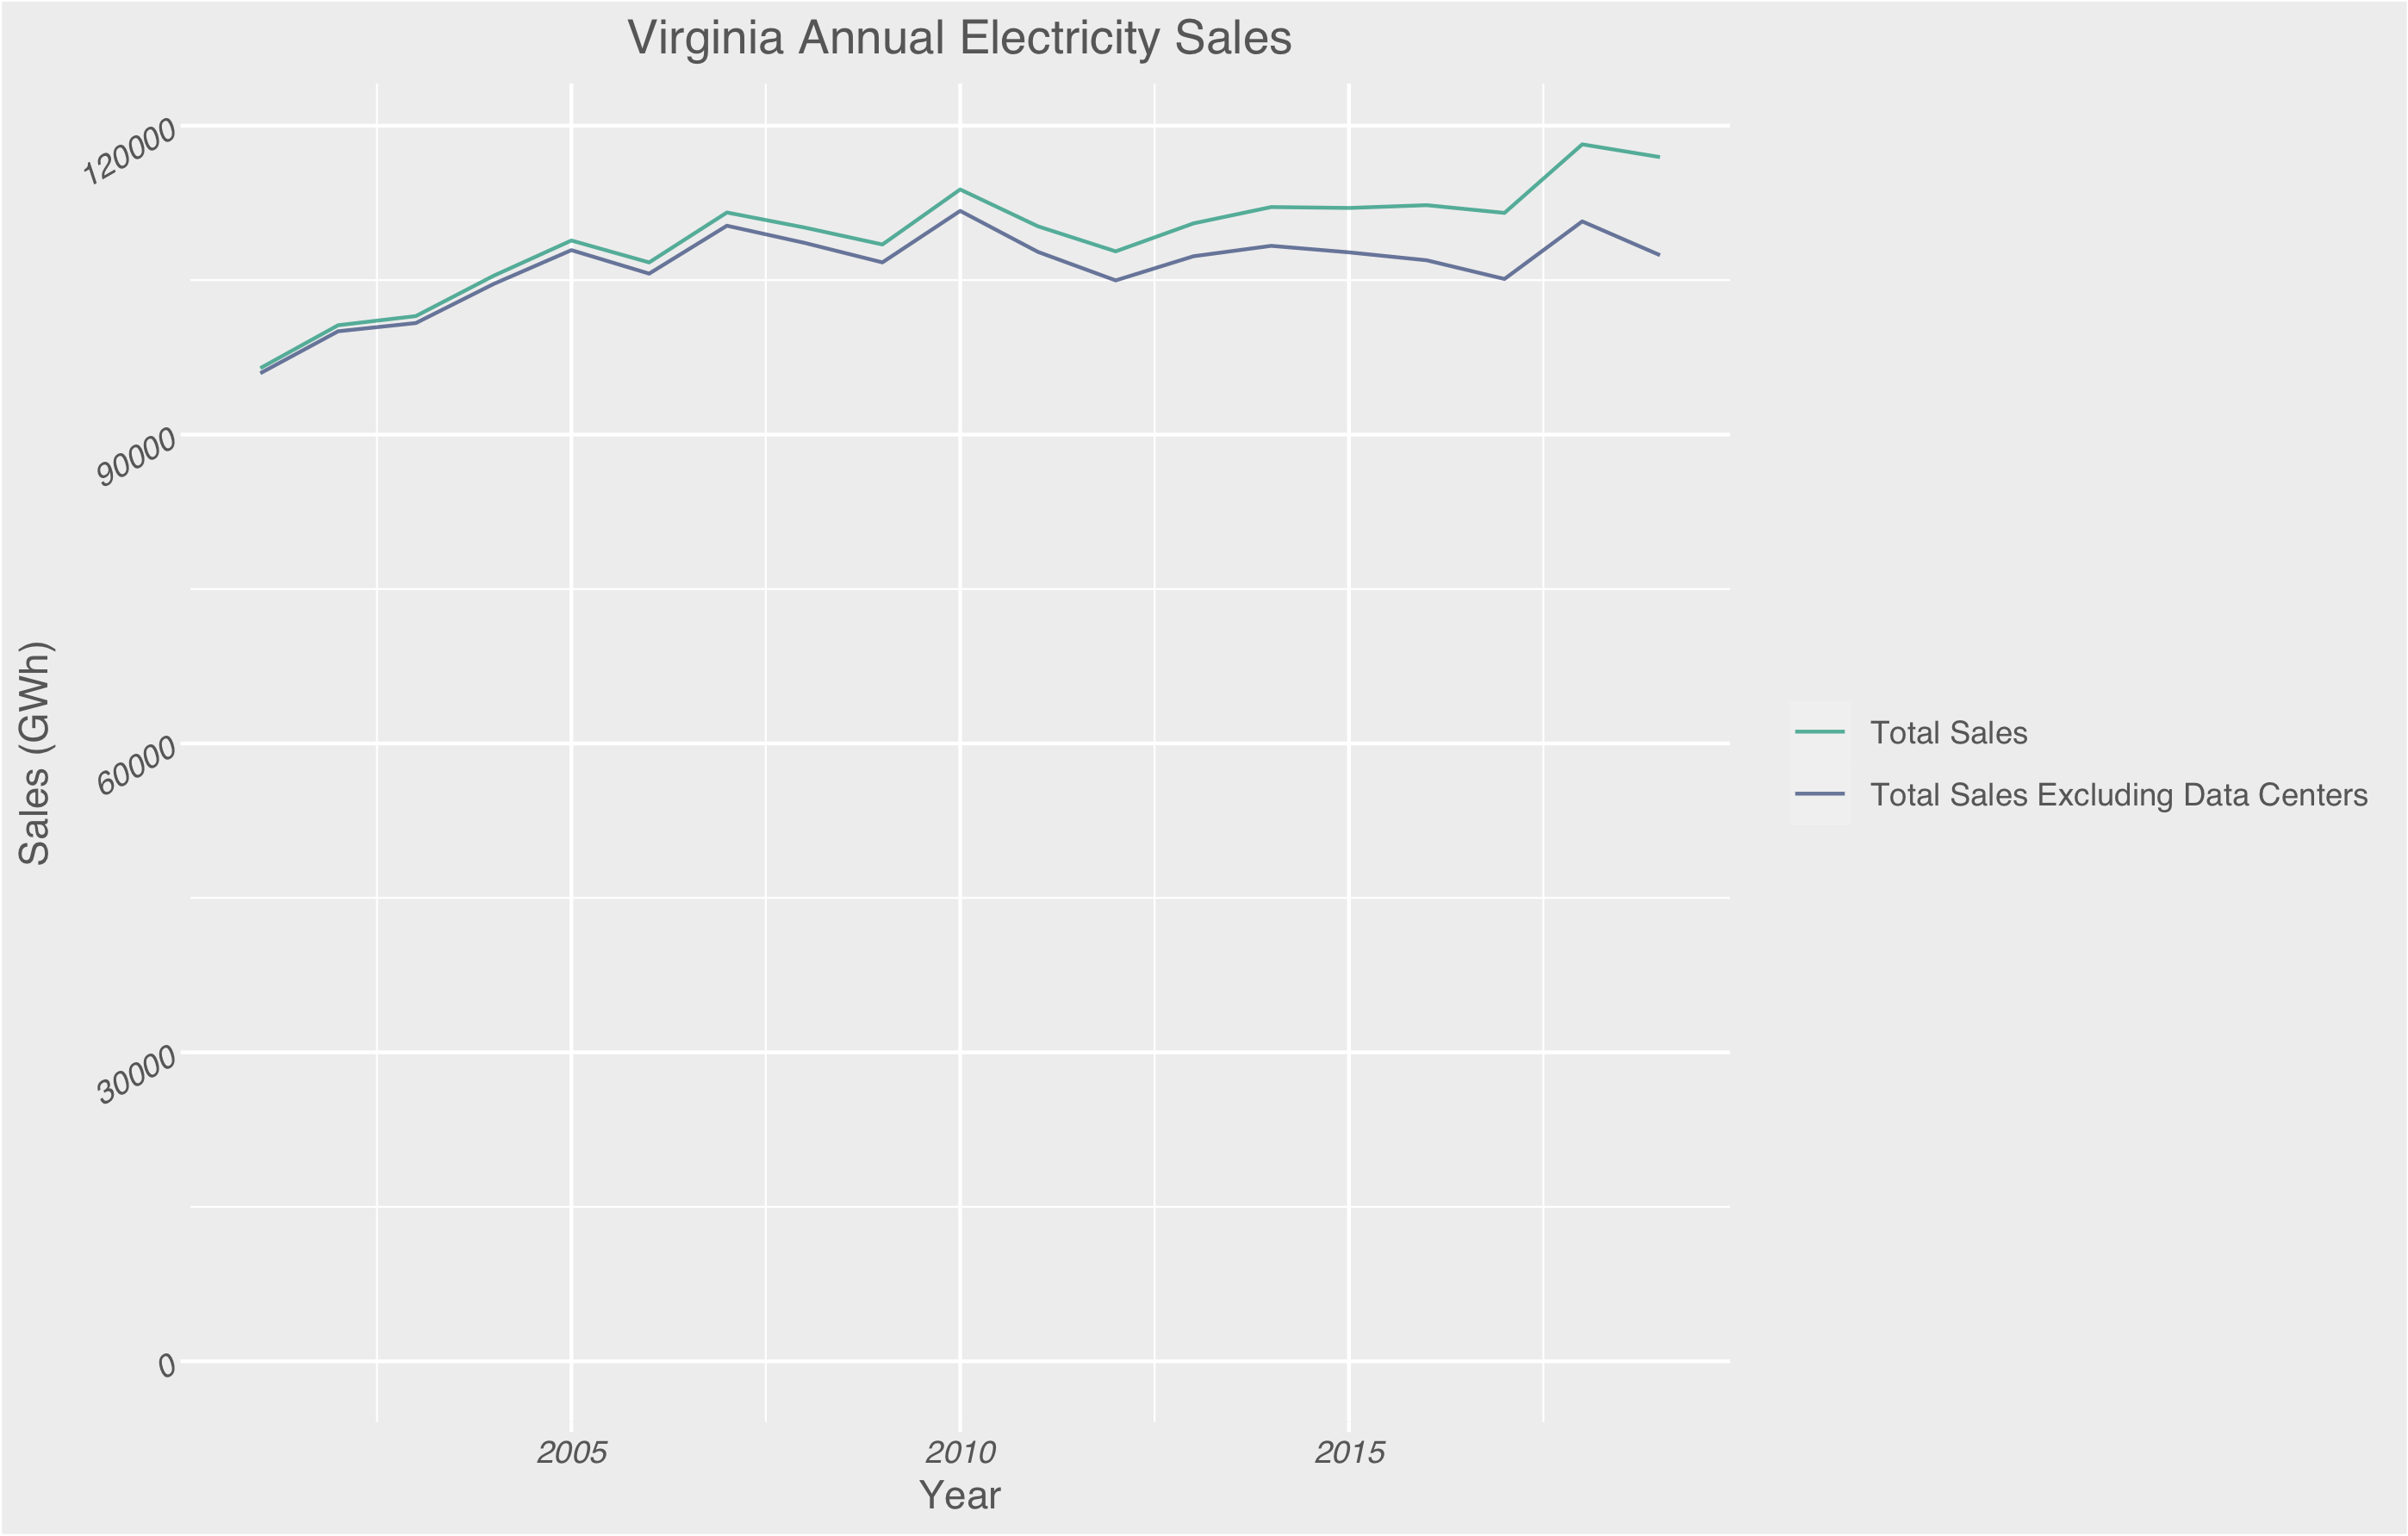 Virginia Annual Electricity Sales
120000
90000
60000
30000
0
Sales (GWh)
2005 2010 2015
Year
Total Sales
Total Sales Excluding Data Centers